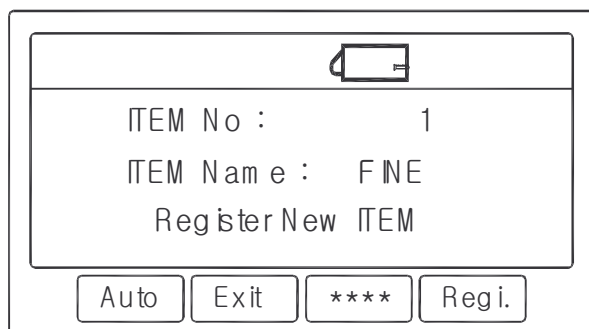 ITEM No : 1
ITEM Name : FINE
Register New ITEM
Auto Exit **** Regi.